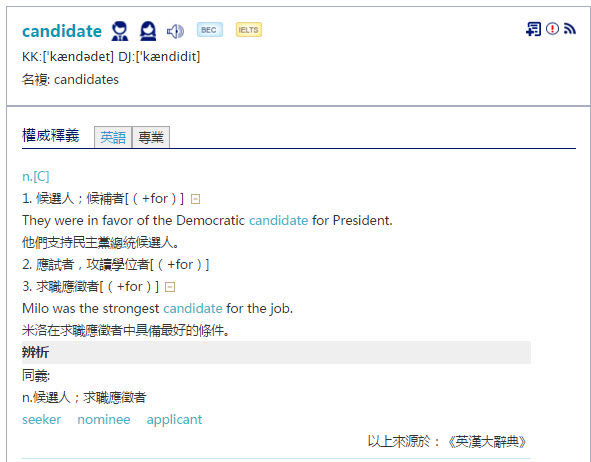 candidate BEC IELTS
KK:['kændədet] DJ:['kændidit]
名複: candidates
權威釋義 英語 專業
n.[C]
1. 候選人；候補者[（+for）]
They were in favor of the Democratic candidate for President.
他們支持民主黨總統候選人。
2. 應試者，攻讀學位者[（+for）]
3. 求職應徵者[（+for）]
Milo was the strongest candidate for the job.
米洛在求職應徵者中具備最好的條件。
辨析
同義:
n.候選人；求職應徵者
seeker nominee applicant
以上來源於：《英漢大辭典》